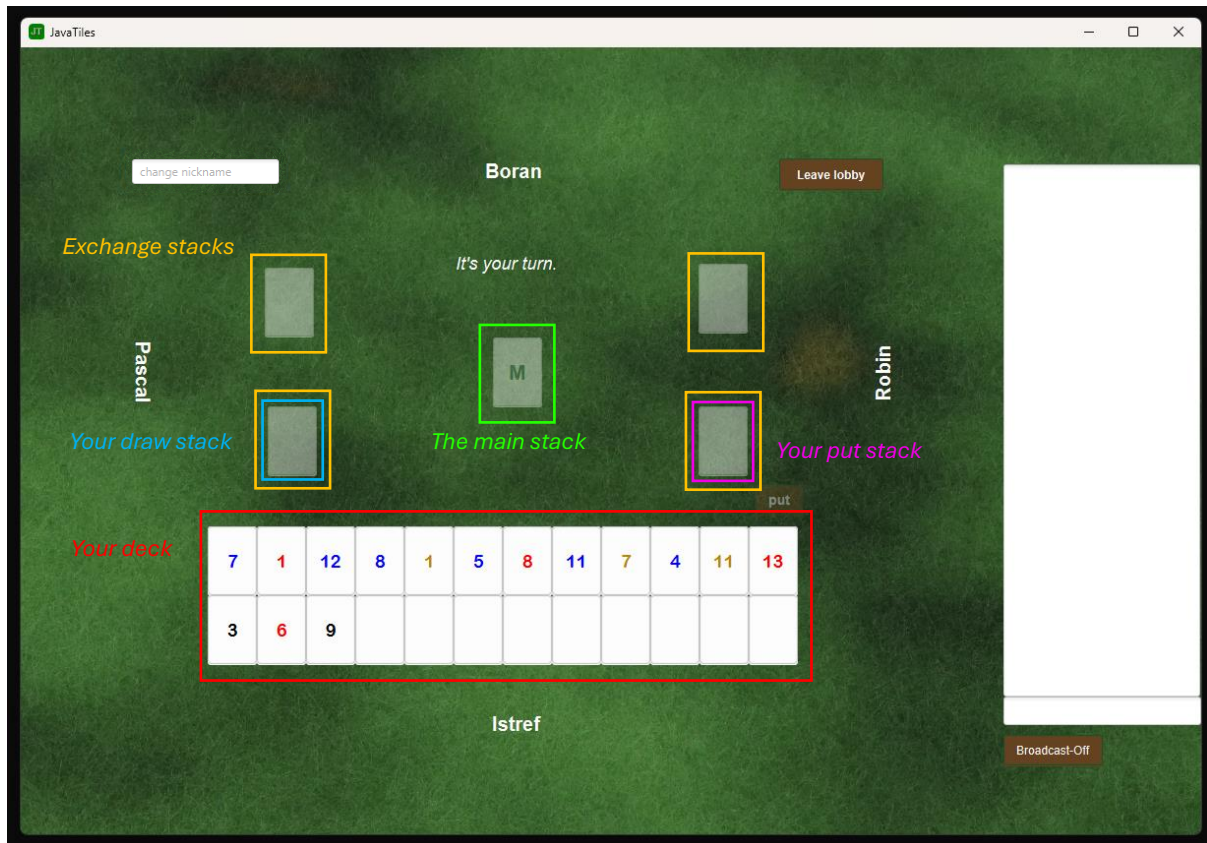 JT JavaTiles
change nickname
Boran
Leave lobby
Exchange stacks
It's your turn.
Pascal
M
Robin
Your draw stack
The main stack
Your put stack
put
Your deck
7 1 12 8 1 5 8 11 7 4 11 13
3 6 9
Istref
Broadcast-Off